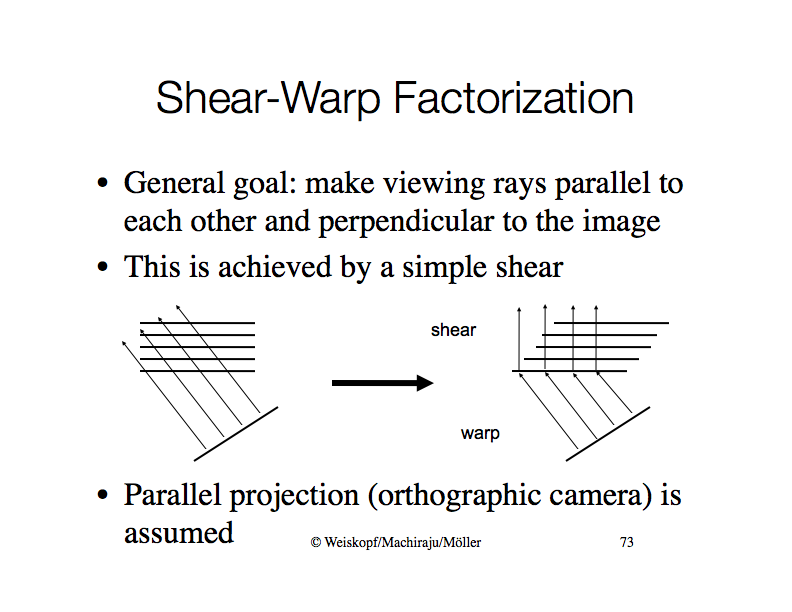 Shear-Warp Factorization
• General goal: make viewing rays parallel to
each other and perpendicular to the image
• This is achieved by a simple shear
shear
warp
• Parallel projection (orthographic camera) is
assumed
© Weiskopf/Machiraju/Möller
73